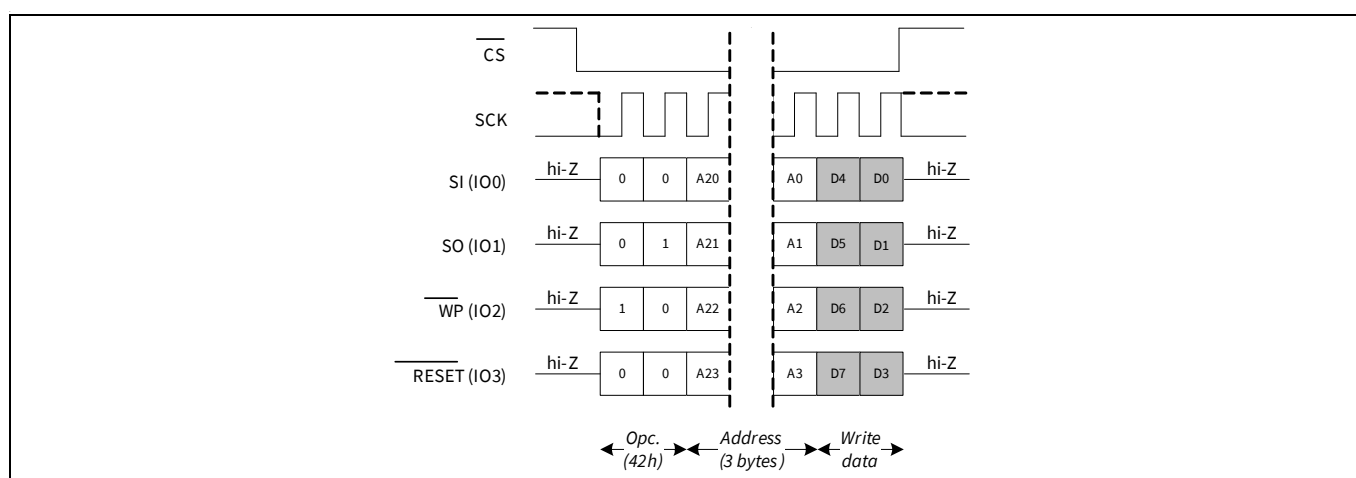 CS
SCK
SI (IO0) hi-Z 0 0 A20 A0 D4 D0 hi-Z
SO (IO1) hi-Z 0 1 A21 A1 D5 D1 hi-Z
WP (IO2) hi-Z 1 0 A22 A2 D6 D2 hi-Z
RESET (IO3) hi-Z 0 0 A23 A3 D7 D3 hi-Z
Opc. Address Write
(42h) (3 bytes) data